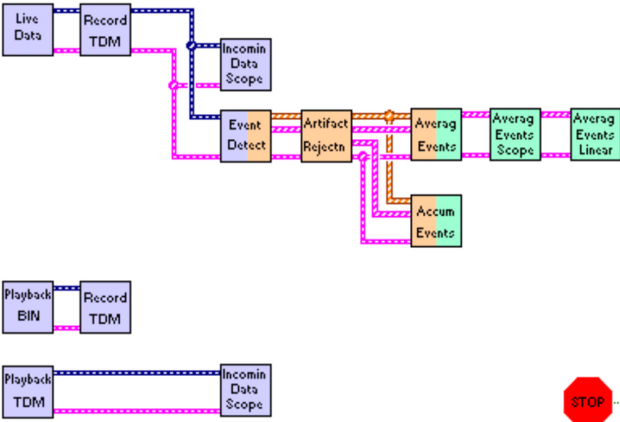 Live
Data
Record
TDM
Incomin
Data
Scope
Event
Detect
Artifact
Rejectn
Averag
Events
Averag
Events
Scope
Averag
Events
Linear
Accum
Events
Playback
BIN
Record
TDM
Playback
TDM
Incomin
Data
Scope
STOP